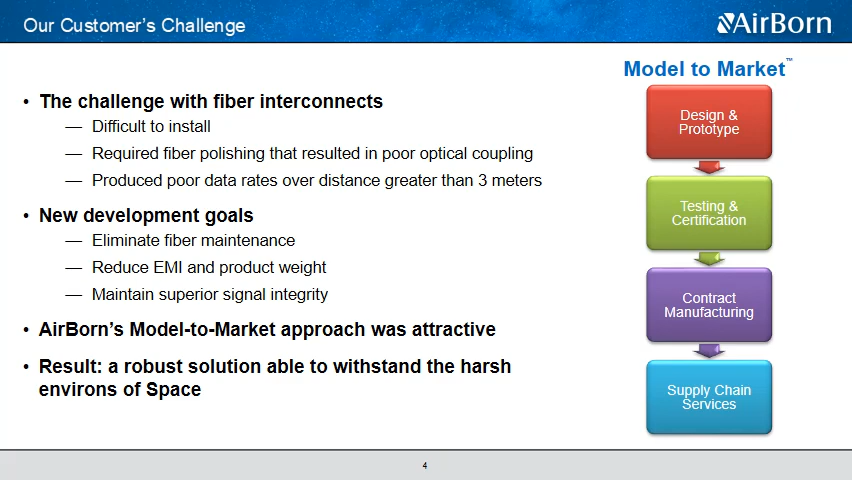 Our Customer's Challenge
AirBorn
Model to Market™
• The challenge with fiber interconnects
— Difficult to install
— Required fiber polishing that resulted in poor optical coupling
— Produced poor data rates over distance greater than 3 meters
• New development goals
— Eliminate fiber maintenance
— Reduce EMI and product weight
— Maintain superior signal integrity
• AirBorn's Model-to-Market approach was attractive
• Result: a robust solution able to withstand the harsh
environs of Space
Design &
Prototype
Testing &
Certification
Contract
Manufacturing
Supply Chain
Services
4